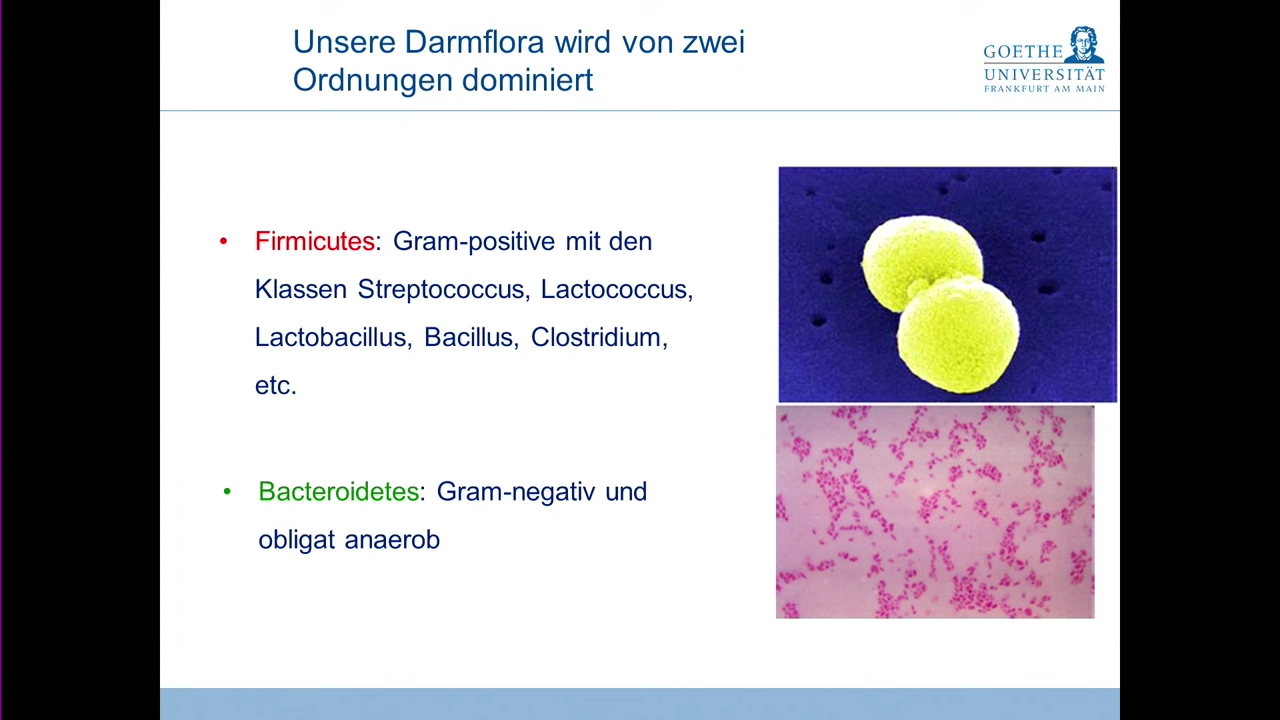 Unsere Darmflora wird von zwei
Ordnungen dominiert
GOETHE
UNIVERSITÄT
FRANKFURT AM MAIN
• Firmicutes: Gram-positive mit den
Klassen Streptococcus, Lactococcus,
Lactobacillus, Bacillus, Clostridium,
etc.
• Bacteroidetes: Gram-negativ und
obligat anaerob